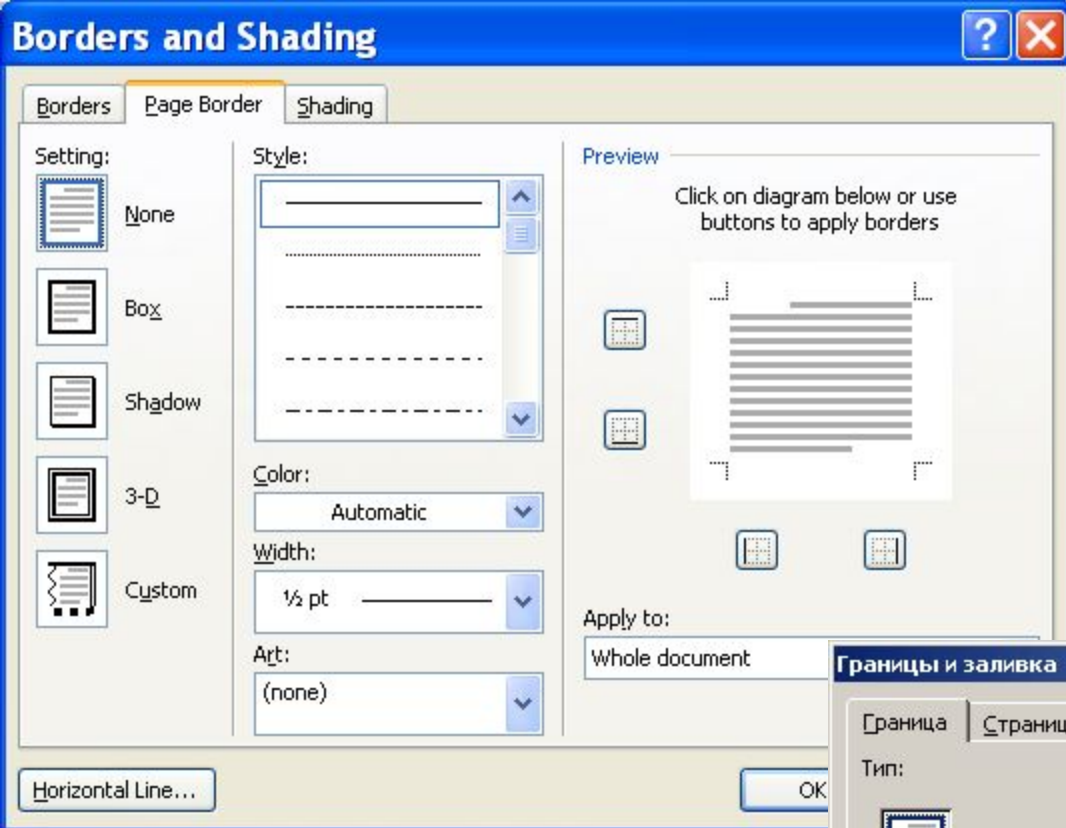 Borders and Shading
Borders Page Border Shading
Setting:
None
Box
Shadow
3-D
Custom
Style:
Color:
Automatic
Width:
½ pt
Art:
(none)
Preview
Click on diagram below or use
buttons to apply borders
Apply to:
Whole document
Horizontal Line...
OK
Границы и заливка
Граница Страниц
Тип: